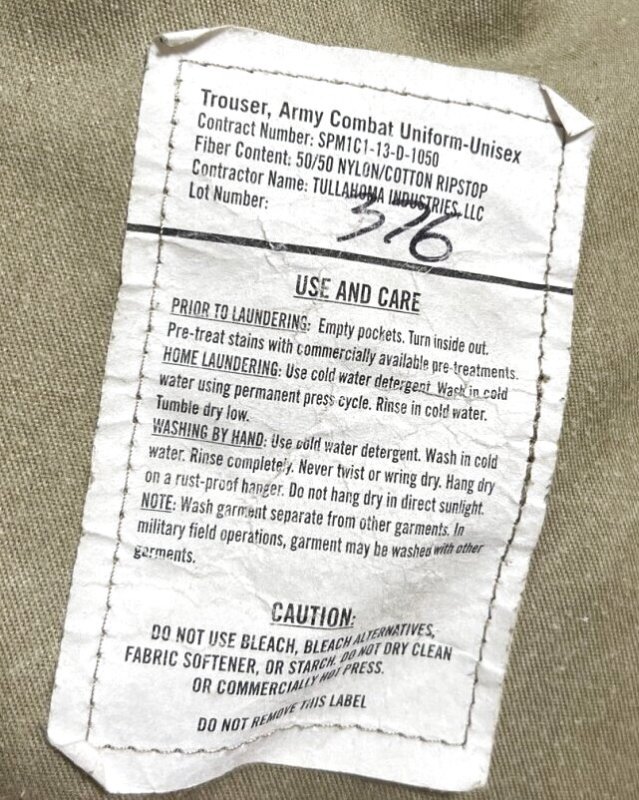 Trouser, Army Combat Uniform-Unisex
Contract Number: SPM1C1-13-D-1050
Fiber Content: 50/50 NYLON/COTTON RIPSTOP
Contractor Name: TULLAHOMA INDUSTRIES, LLC
Lot Number: 376
USE AND CARE
PRIOR TO LAUNDERING: Empty pockets. Turn inside out.
Pre-treat stains with commercially available pre-treatments.
HOME LAUNDERING: Use cold water detergent. Wash in cold
water using permanent press cycle. Rinse in cold water.
Tumble dry low.
WASHING BY HAND: Use cold water detergent. Wash in cold
water. Rinse completely. Never twist or wring dry. Hang dry
on a rust-proof hanger. Do not hang dry in direct sunlight.
NOTE: Wash garment separate from other garments. In
military field operations, garment may be washed with other
garments.
CAUTION:
DO NOT USE BLEACH, BLEACH ALTERNATIVES,
FABRIC SOFTENER, OR STARCH. DO NOT DRY CLEAN
OR COMMERCIALLY HOT PRESS.
DO NOT REMOVE THIS LABEL